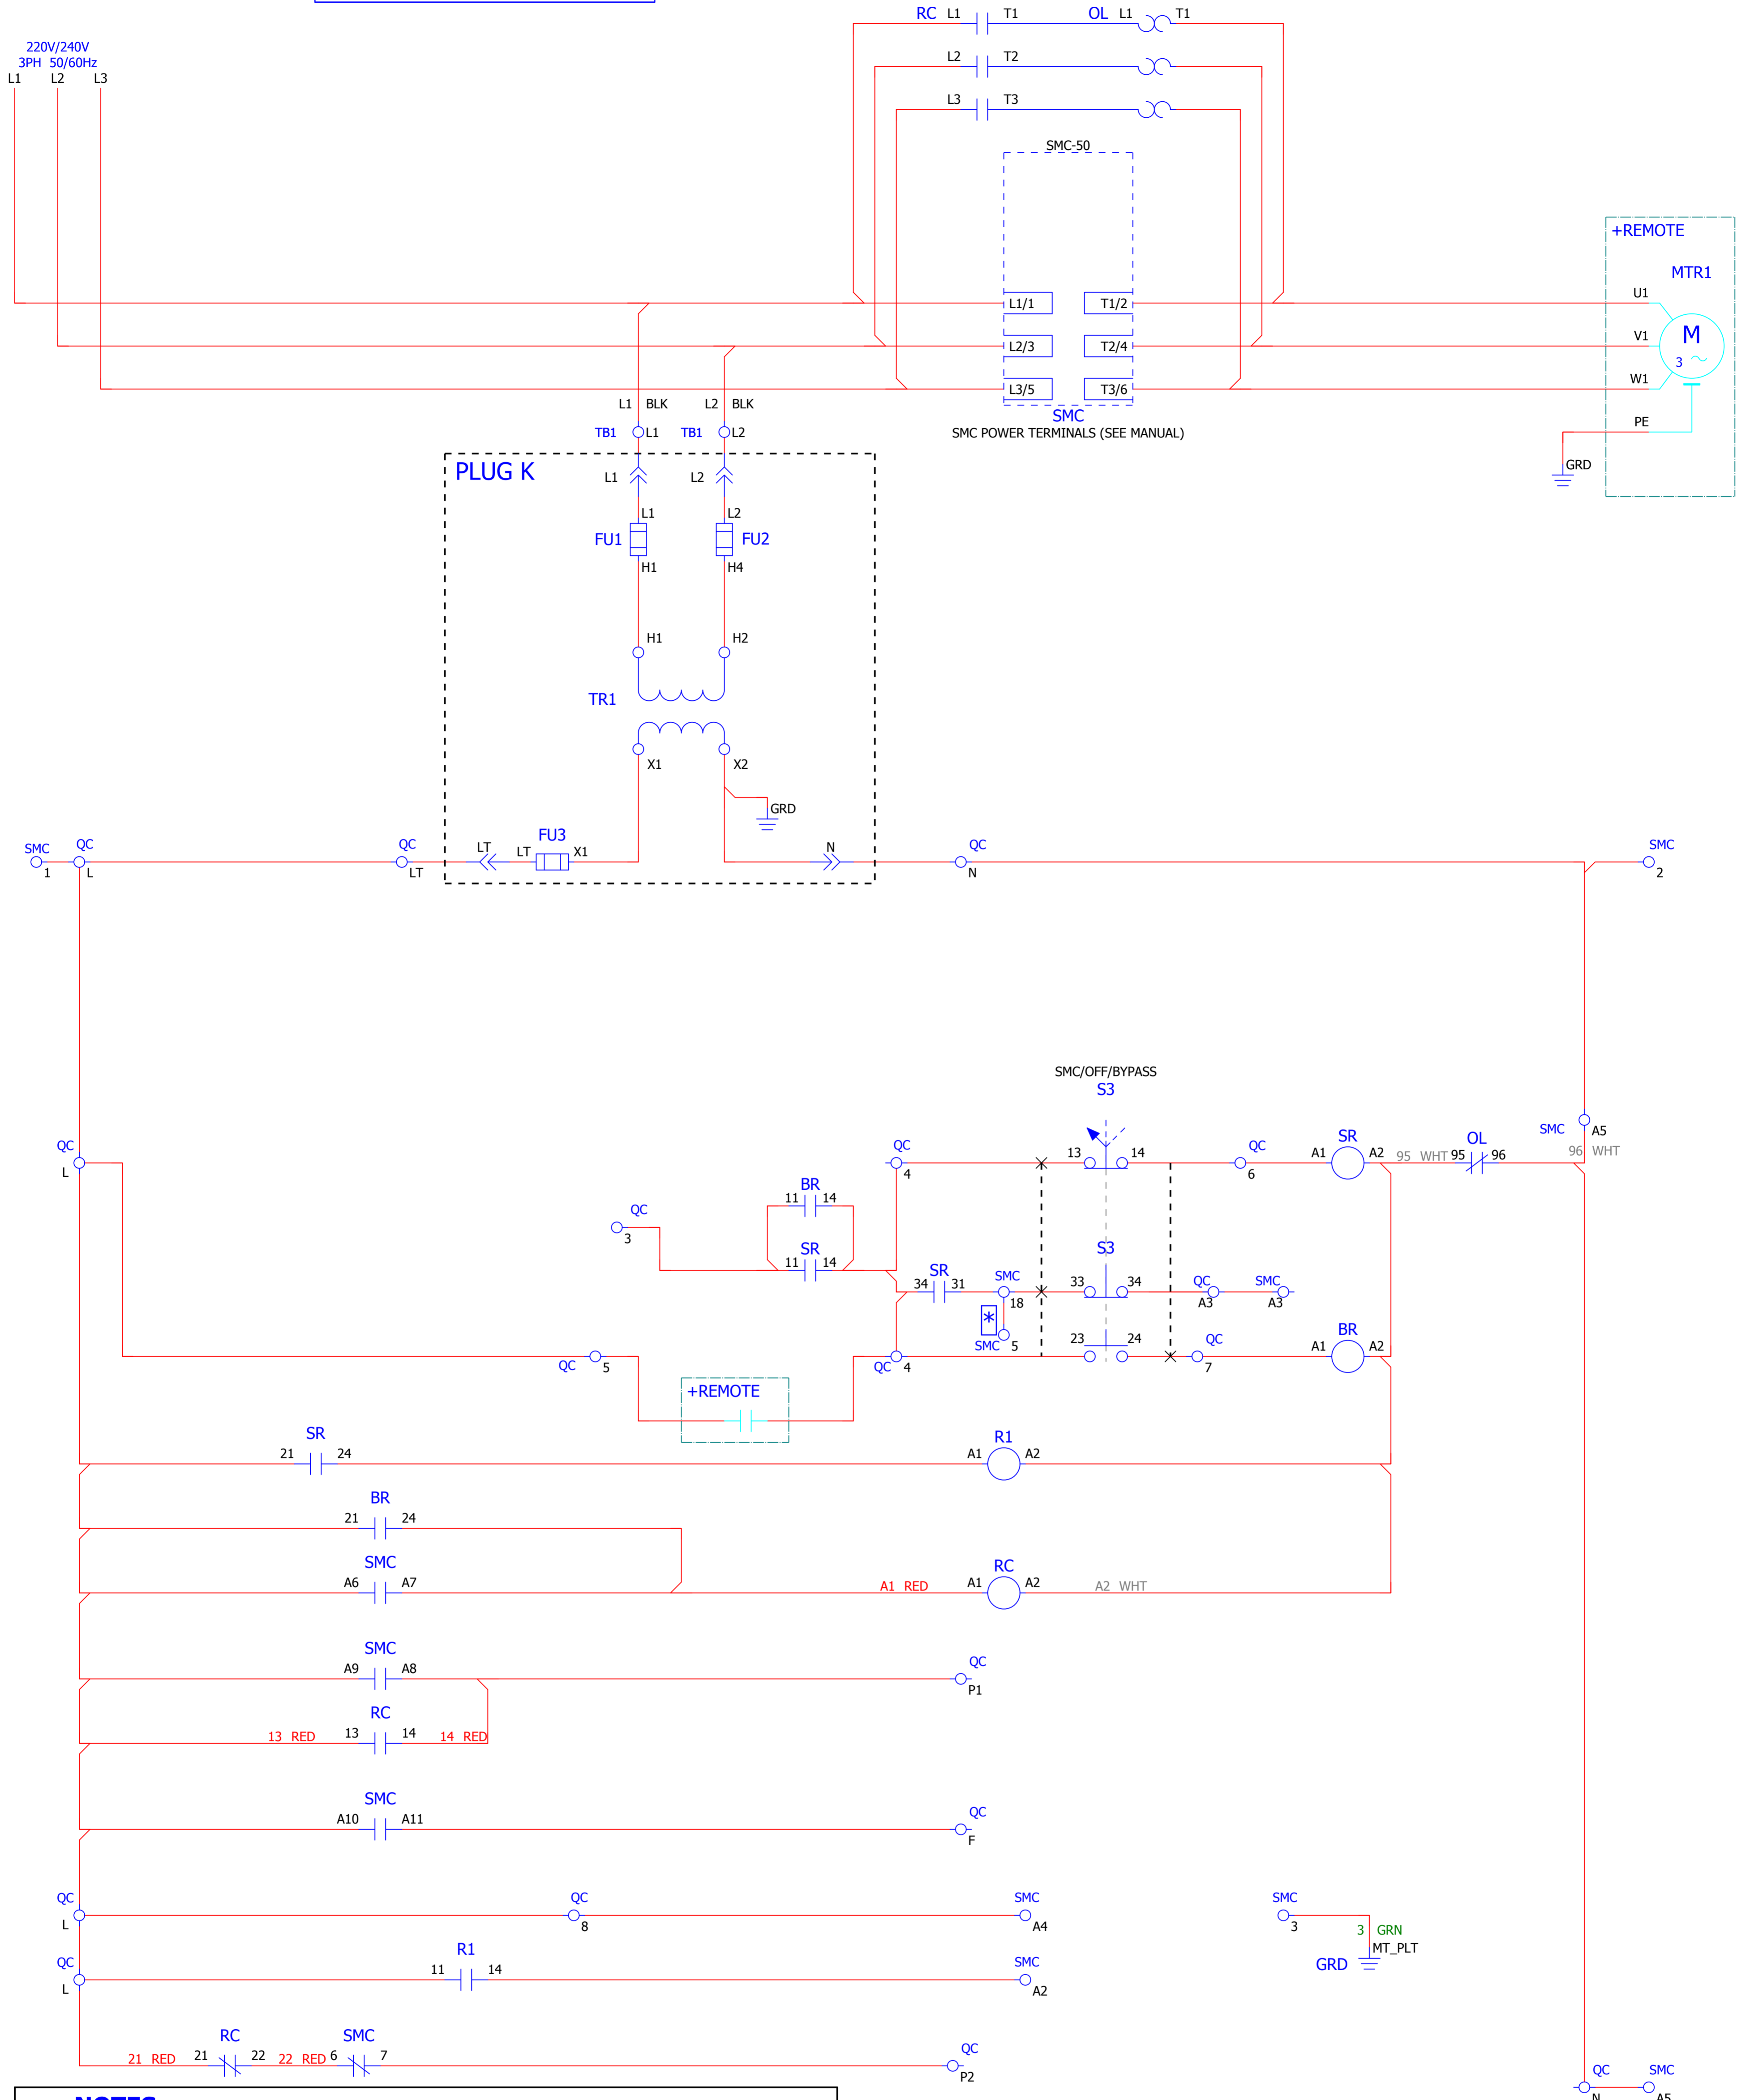 RC L1 T1 OL L1 T1
220V/240V
3PH 50/60Hz
L1 L2 L3
L2 T2
L3 T3
SMC-50
+REMOTE
MTR1
L1/1 T1/2 U1
L2/3 T2/4 V1
M
3
L3/5 T3/6 W1
L1 BLK L2 BLK
SMC
SMC POWER TERMINALS (SEE MANUAL)
PE
TB1 L1 TB1 L2
GRD
PLUG K
L1 L2
L1 L2
FU1 FU2
H1 H4
H1 H2
TR1
X1 X2
GRD
SMC QC QC LT FU3 LT X1 N QC SMC
1 L LT N 2
SMC/OFF/BYPASS
S3
SMC A5
QC QC 13 14 QC SR A1 A2 95 WHT 95 OL 96 96 WHT
L 4 6
BR
11 14
QC
3
SR
11 14
S3
SR
34 31 SMC 33 34 QC SMC
18 A3 A3
*
SMC 5 23 24 QC BR A1 A2
QC 5 QC 4 7
+REMOTE
SR
21 24 R1 A1 A2
BR
21 24
SMC
A6 A7 A1 RED RC A1 A2 A2 WHT
SMC
A9 A8 QC
P1
RC
13 RED 13 14 14 RED
SMC
A10 A11 QC
F
QC QC SMC SMC
L 8 A4 3
3 GRN
MT_PLT
GRD
QC R1 SMC
L 11 14 A2
RC SMC
21 RED 21 22 22 RED 6 7 QC
P2
QC SMC
N A5
NOTES